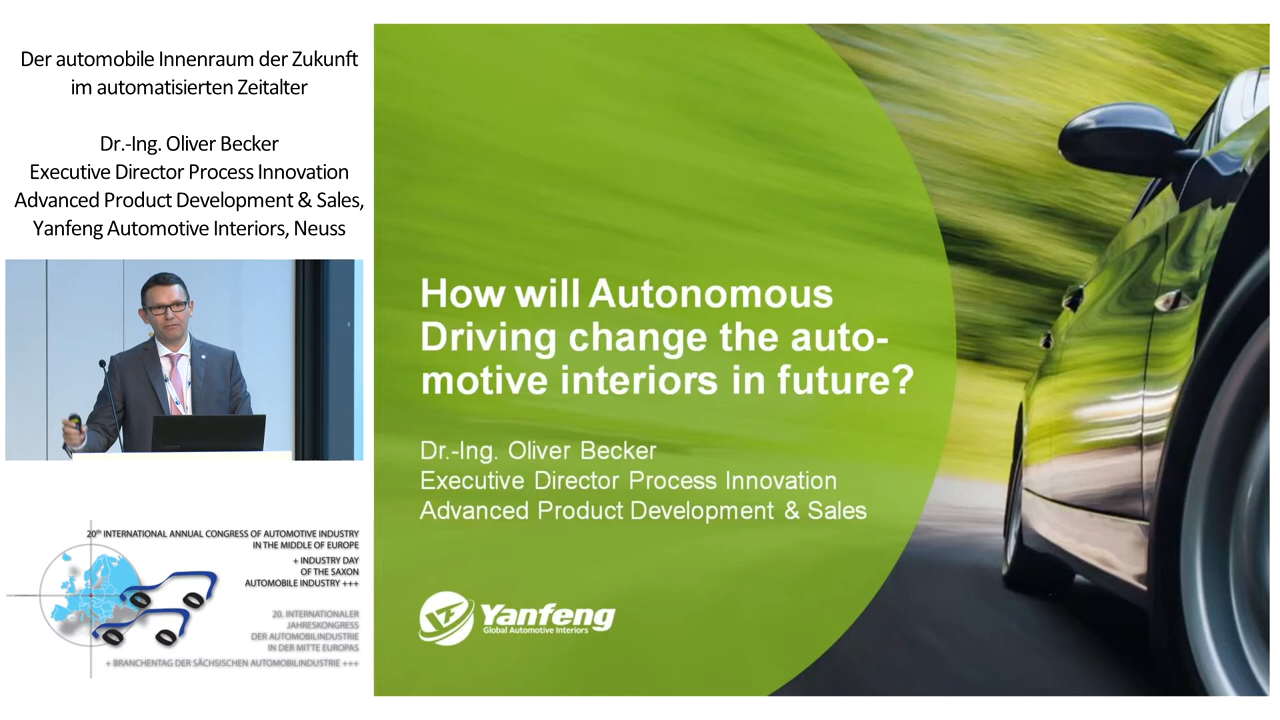 Der automobile Innenraum der Zukunft
im automatisierten Zeitalter
Dr.-Ing. Oliver Becker
Executive Director Process Innovation
Advanced Product Development & Sales,
Yanfeng Automotive Interiors, Neuss
20th INTERNATIONAL ANNUAL CONGRESS OF AUTOMOTIVE INDUSTRY
IN THE MIDDLE OF EUROPE
+ INDUSTRY DAY
OF THE SAXON
AUTOMOBILE INDUSTRY +++
20. INTERNATIONALER
JAHRESKONGRESS
DER AUTOMOBILINDUSTRIE
IN DER MITTE EUROPAS
+ BRANCHENTAG DER SÄCHSISCHEN AUTOMOBILINDUSTRIE +++
How will Autonomous
Driving change the auto-
motive interiors in future?
Dr.-Ing. Oliver Becker
Executive Director Process Innovation
Advanced Product Development & Sales
Yanfeng
Global Automotive Interiors